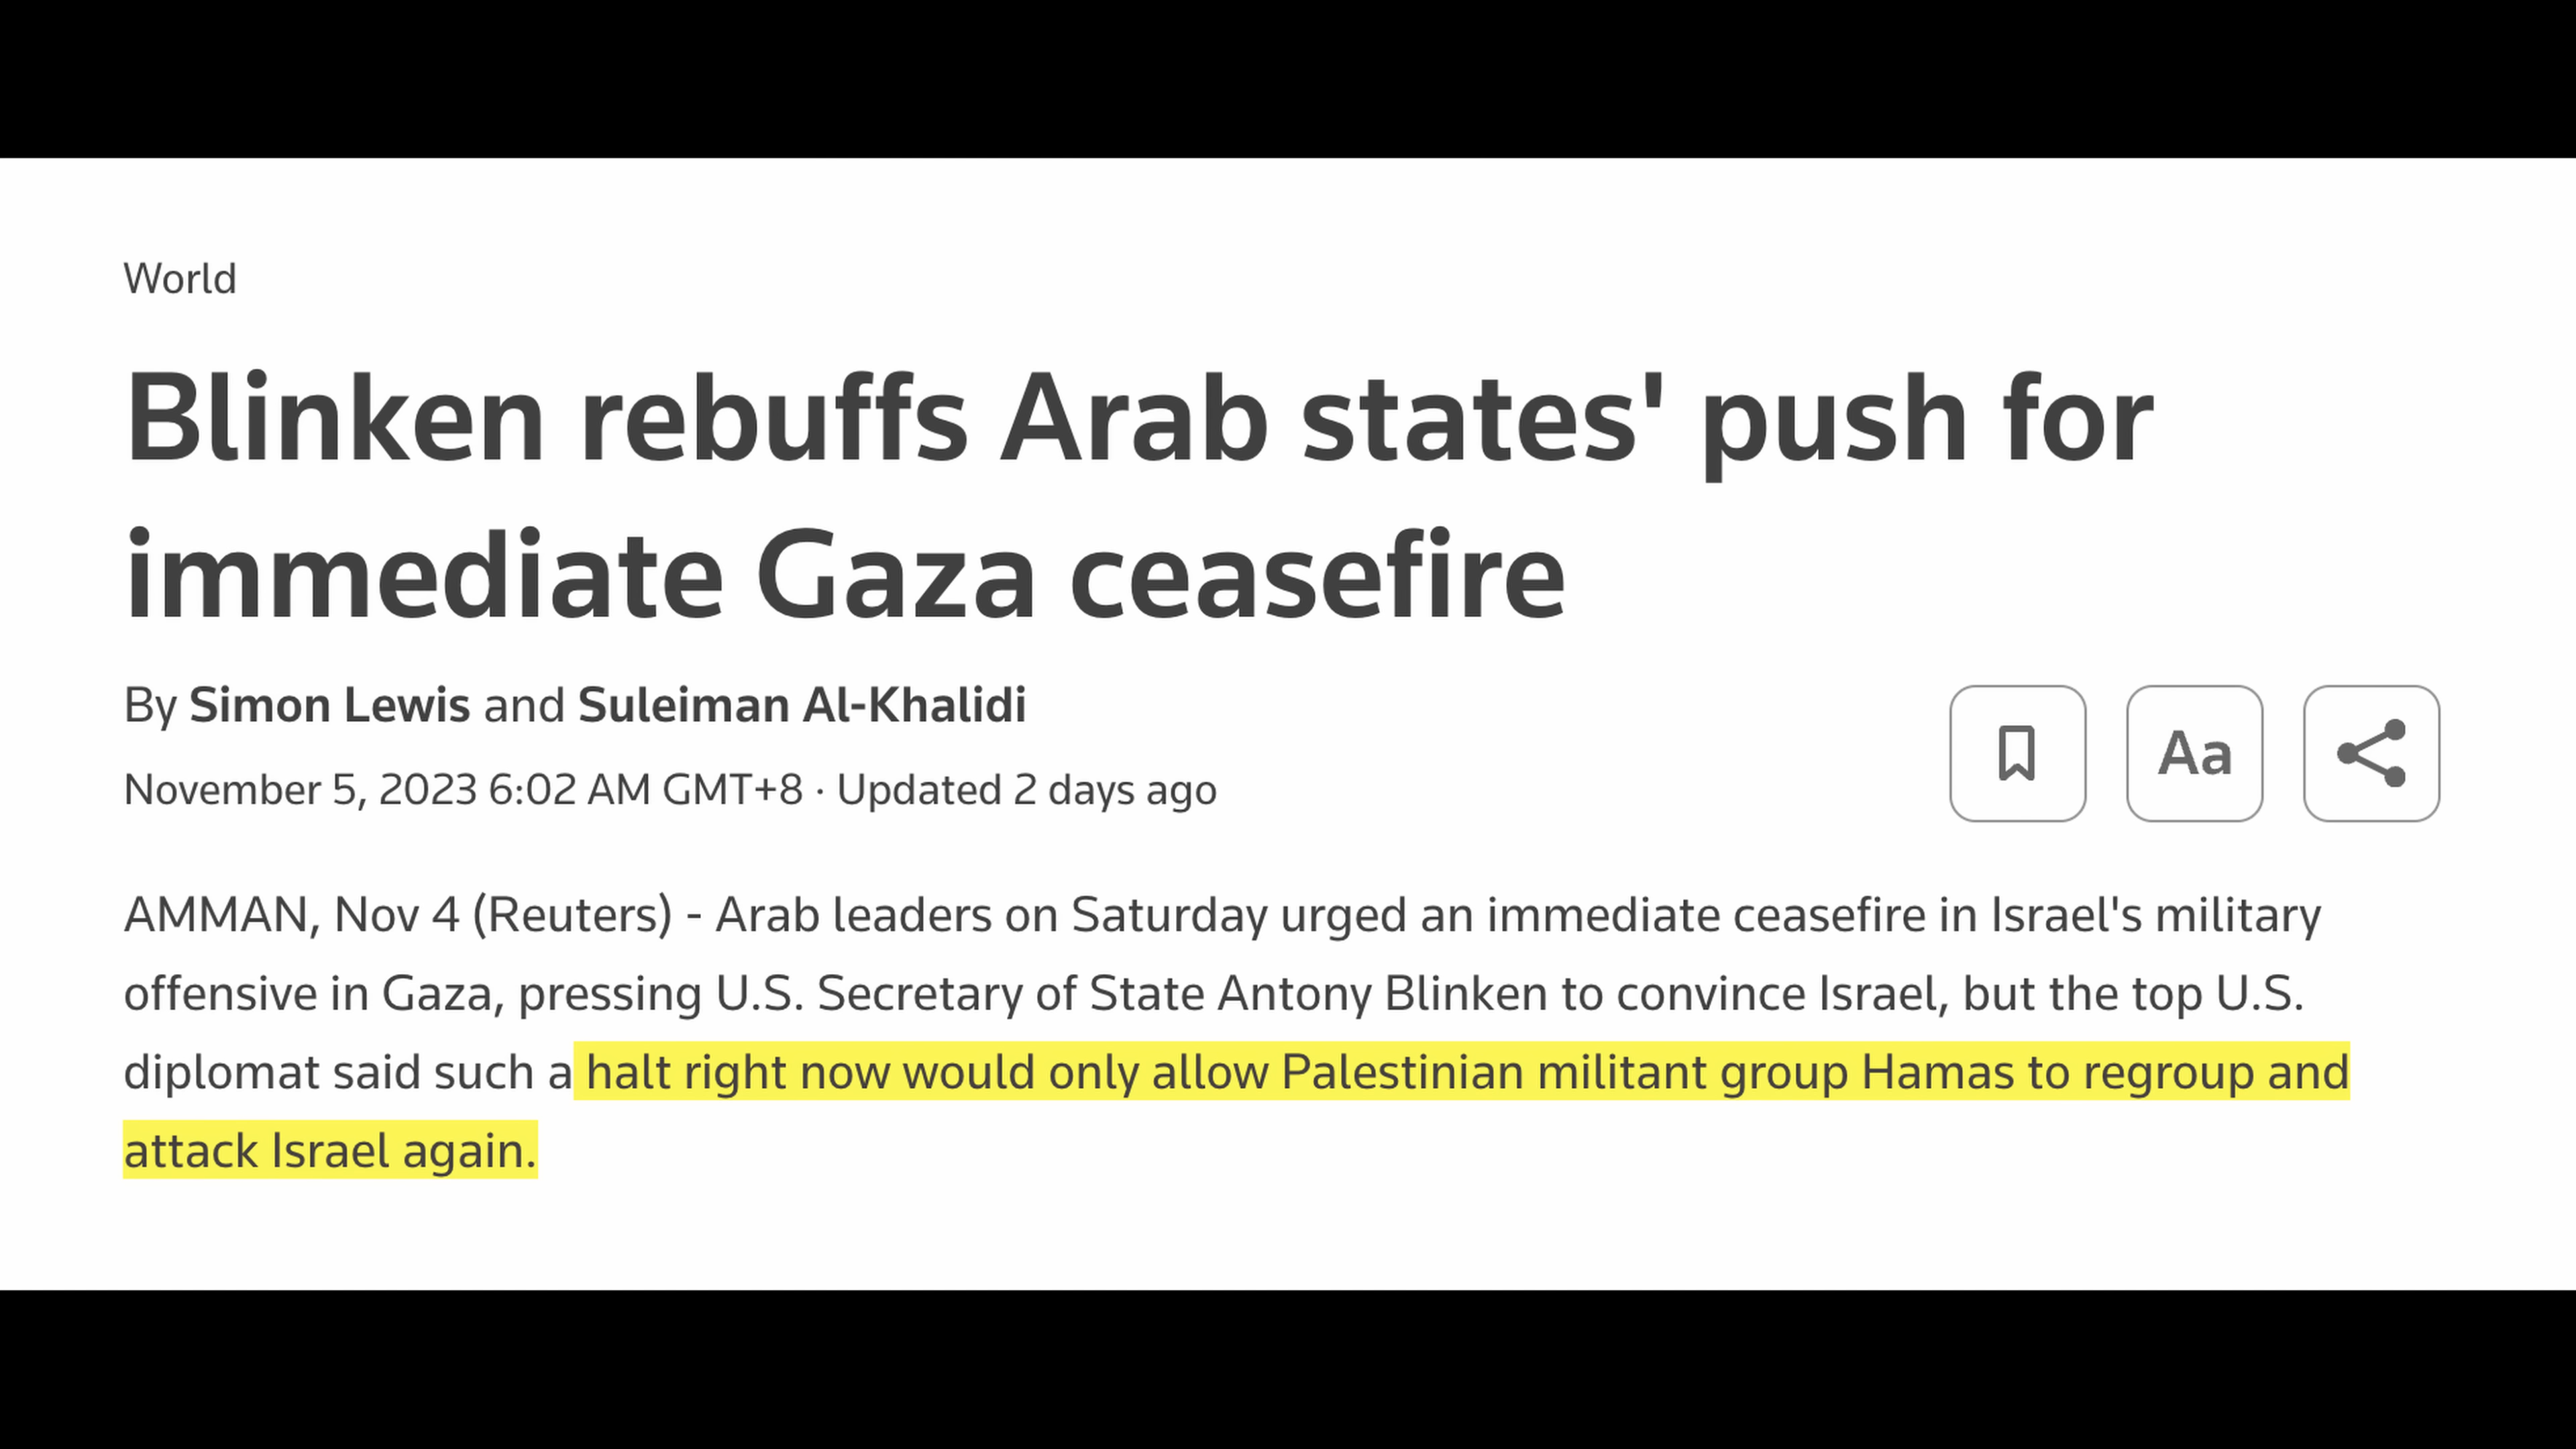 World
Blinken rebuffs Arab states' push for
immediate Gaza ceasefire
By Simon Lewis and Suleiman Al-Khalidi
November 5, 2023 6:02 AM GMT+8 · Updated 2 days ago
Aa
AMMAN, Nov 4 (Reuters) - Arab leaders on Saturday urged an immediate ceasefire in Israel's military
offensive in Gaza, pressing U.S. Secretary of State Antony Blinken to convince Israel, but the top U.S.
diplomat said such a halt right now would only allow Palestinian militant group Hamas to regroup and
attack Israel again.